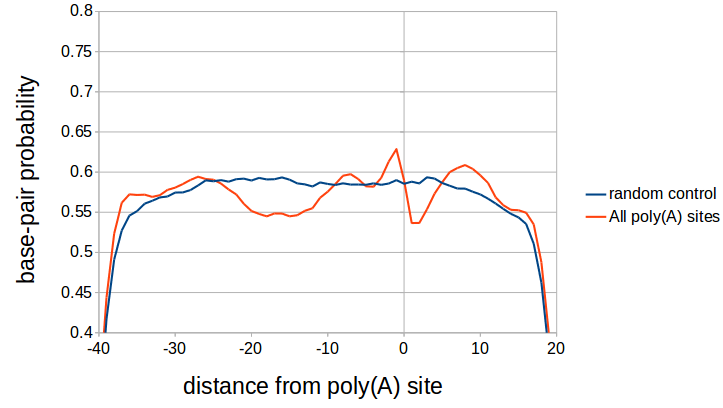 0.8
0.75
0.7
0.65
0.6
0.55
0.5
0.45
0.4
base-pair probability
-40 -30 -20 -10 0 10 20
distance from poly(A) site
random control
All poly(A) sites